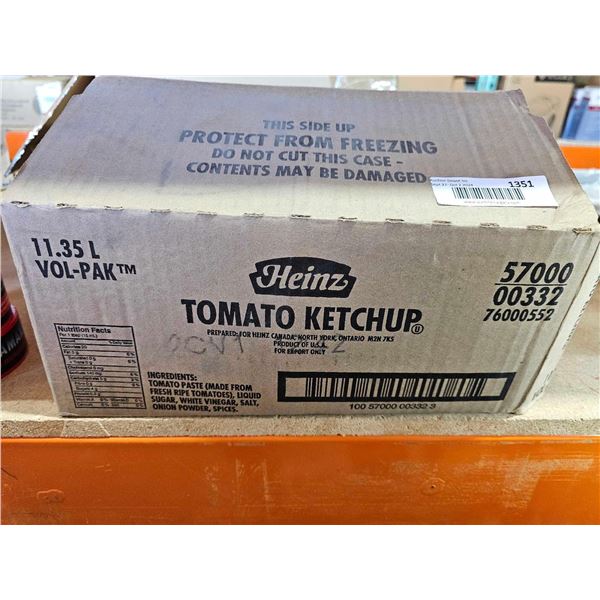 THIS SIDE UP
PROTECT FROM FREEZING
DO NOT CUT THIS CASE -
CONTENTS MAY BE DAMAGED
1351
11.35 L
VOL-PAK™
Heinz
TOMATO KETCHUP
57000
00332
76000552
PREPARED FOR HEINZ CANADA, NORTH YORK, ONTARIO M2N 7K5
PRODUCT OF U.S.A.
FOR EXPORT ONLY
Nutrition Facts
INGREDIENTS:
TOMATO PASTE (MADE FROM
FRESH RIPE TOMATOES), LIQUID
SUGAR, WHITE VINEGAR, SALT,
ONION POWDER, SPICES.
100 57000 00332 3